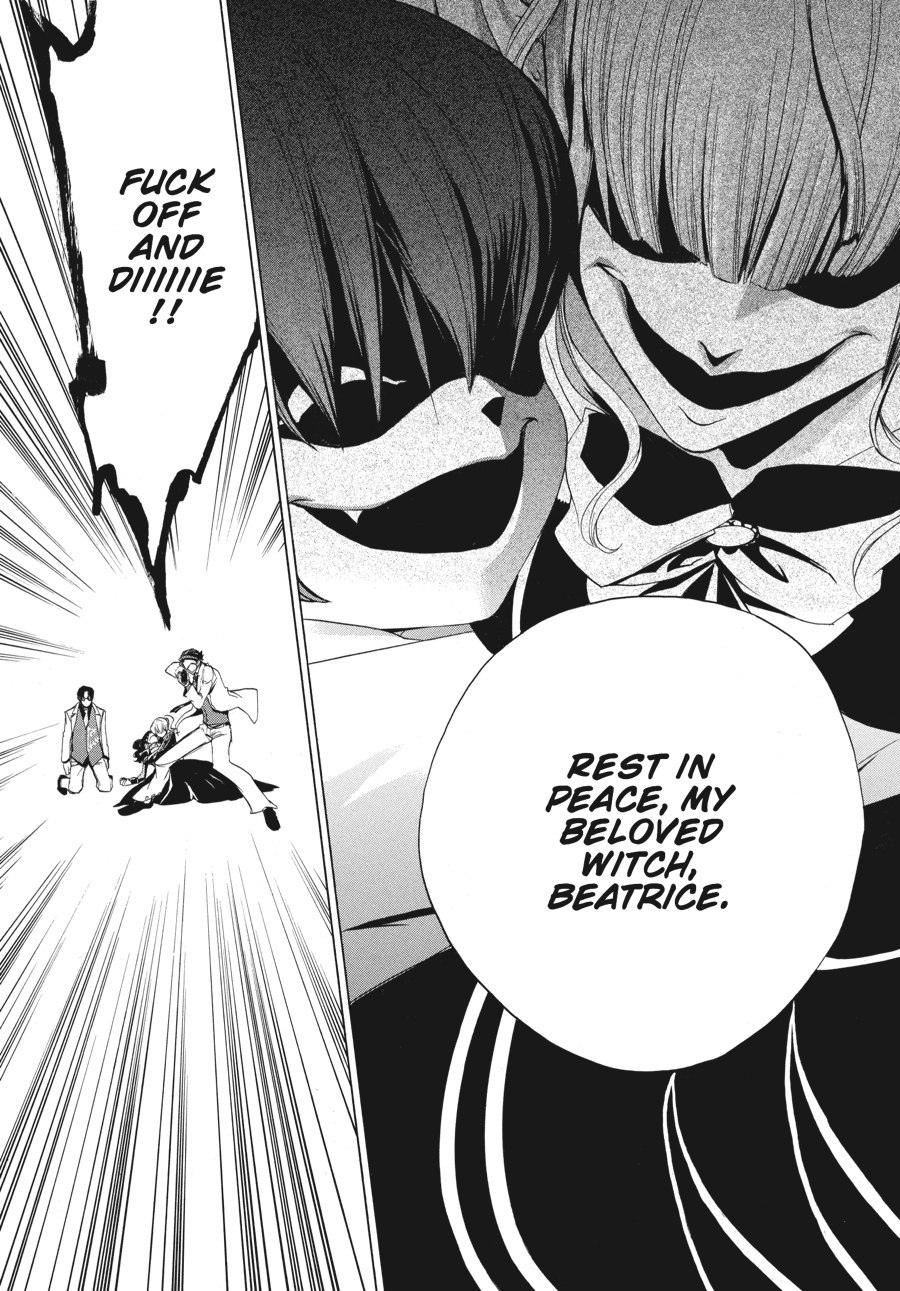 REST IN
PEACE, MY
BELOVED
WITCH,
BEATRICE.
FUCK
OFF
AND
DIIIIIIE
!!